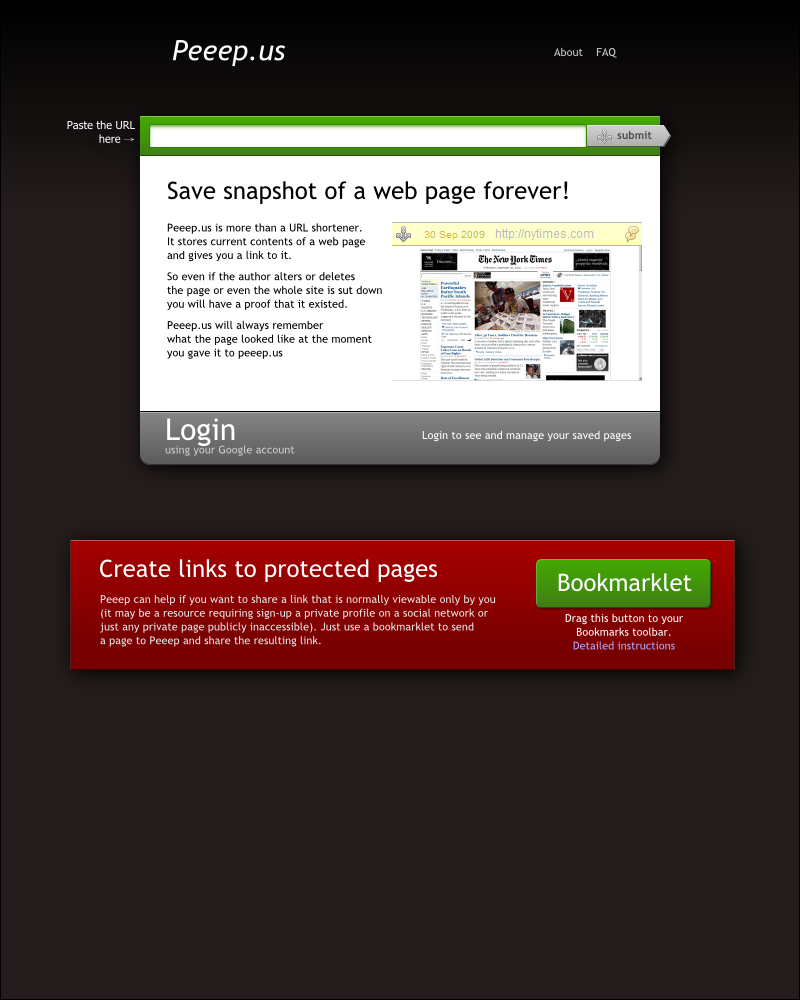 Peeep.us
About FAQ
Paste the URL
here →
submit
Save snapshot of a web page forever!
Peeep.us is more than a URL shortener.
It stores current contents of a web page
and gives you a link to it.
So even if the author alters or deletes
the page or even the whole site is sut down
you will have a proof that it existed.
Peeep.us will always remember
what the page looked like at the moment
you gave it to peeep.us
30 Sep 2009 http://nytimes.com
The New York Times
Powerful
Earthquakes
Batter South
Pacific Islands
Login
using your Google account
Login to see and manage your saved pages
Create links to protected pages
Peeep can help if you want to share a link that is normally viewable only by you
(it may be a resource requiring sign-up a private profile on a social network or
just any private page publicly inaccessible). Just use a bookmarklet to send
a page to Peeep and share the resulting link.
Bookmarklet
Drag this button to your
Bookmarks toolbar.
Detailed instructions